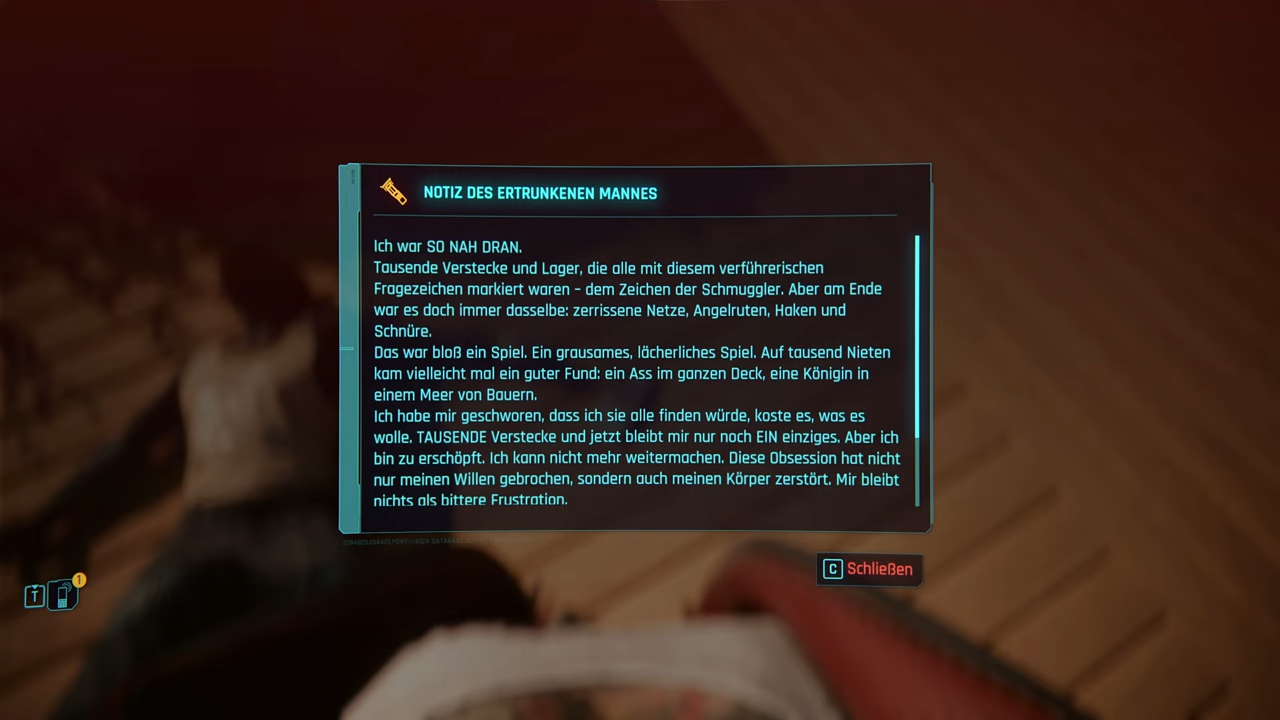 NOTIZ DES ERTRUNKENEN MANNES
Ich war SO NAH DRAN.
Tausende Verstecke und Lager, die alle mit diesem verführerischen
Fragezeichen markiert waren – dem Zeichen der Schmuggler. Aber am Ende
war es doch immer dasselbe: zerrissene Netze, Angelruten, Haken und
Schnüre.
Das war bloß ein Spiel. Ein grausames, lächerliches Spiel. Auf tausend Nieten
kam vielleicht mal ein guter Fund: ein Ass im ganzen Deck, eine Königin in
einem Meer von Bauern.
Ich habe mir geschworen, dass ich sie alle finden würde, koste es, was es
wolle. TAUSENDE Verstecke und jetzt bleibt mir nur noch EIN einziges. Aber ich
bin zu erschöpft. Ich kann nicht mehr weitermachen. Diese Obsession hat nicht
nur meinen Willen gebrochen, sondern auch meinen Körper zerstört. Mir bleibt
nichts als bittere Frustration.
C Schließen
1
T